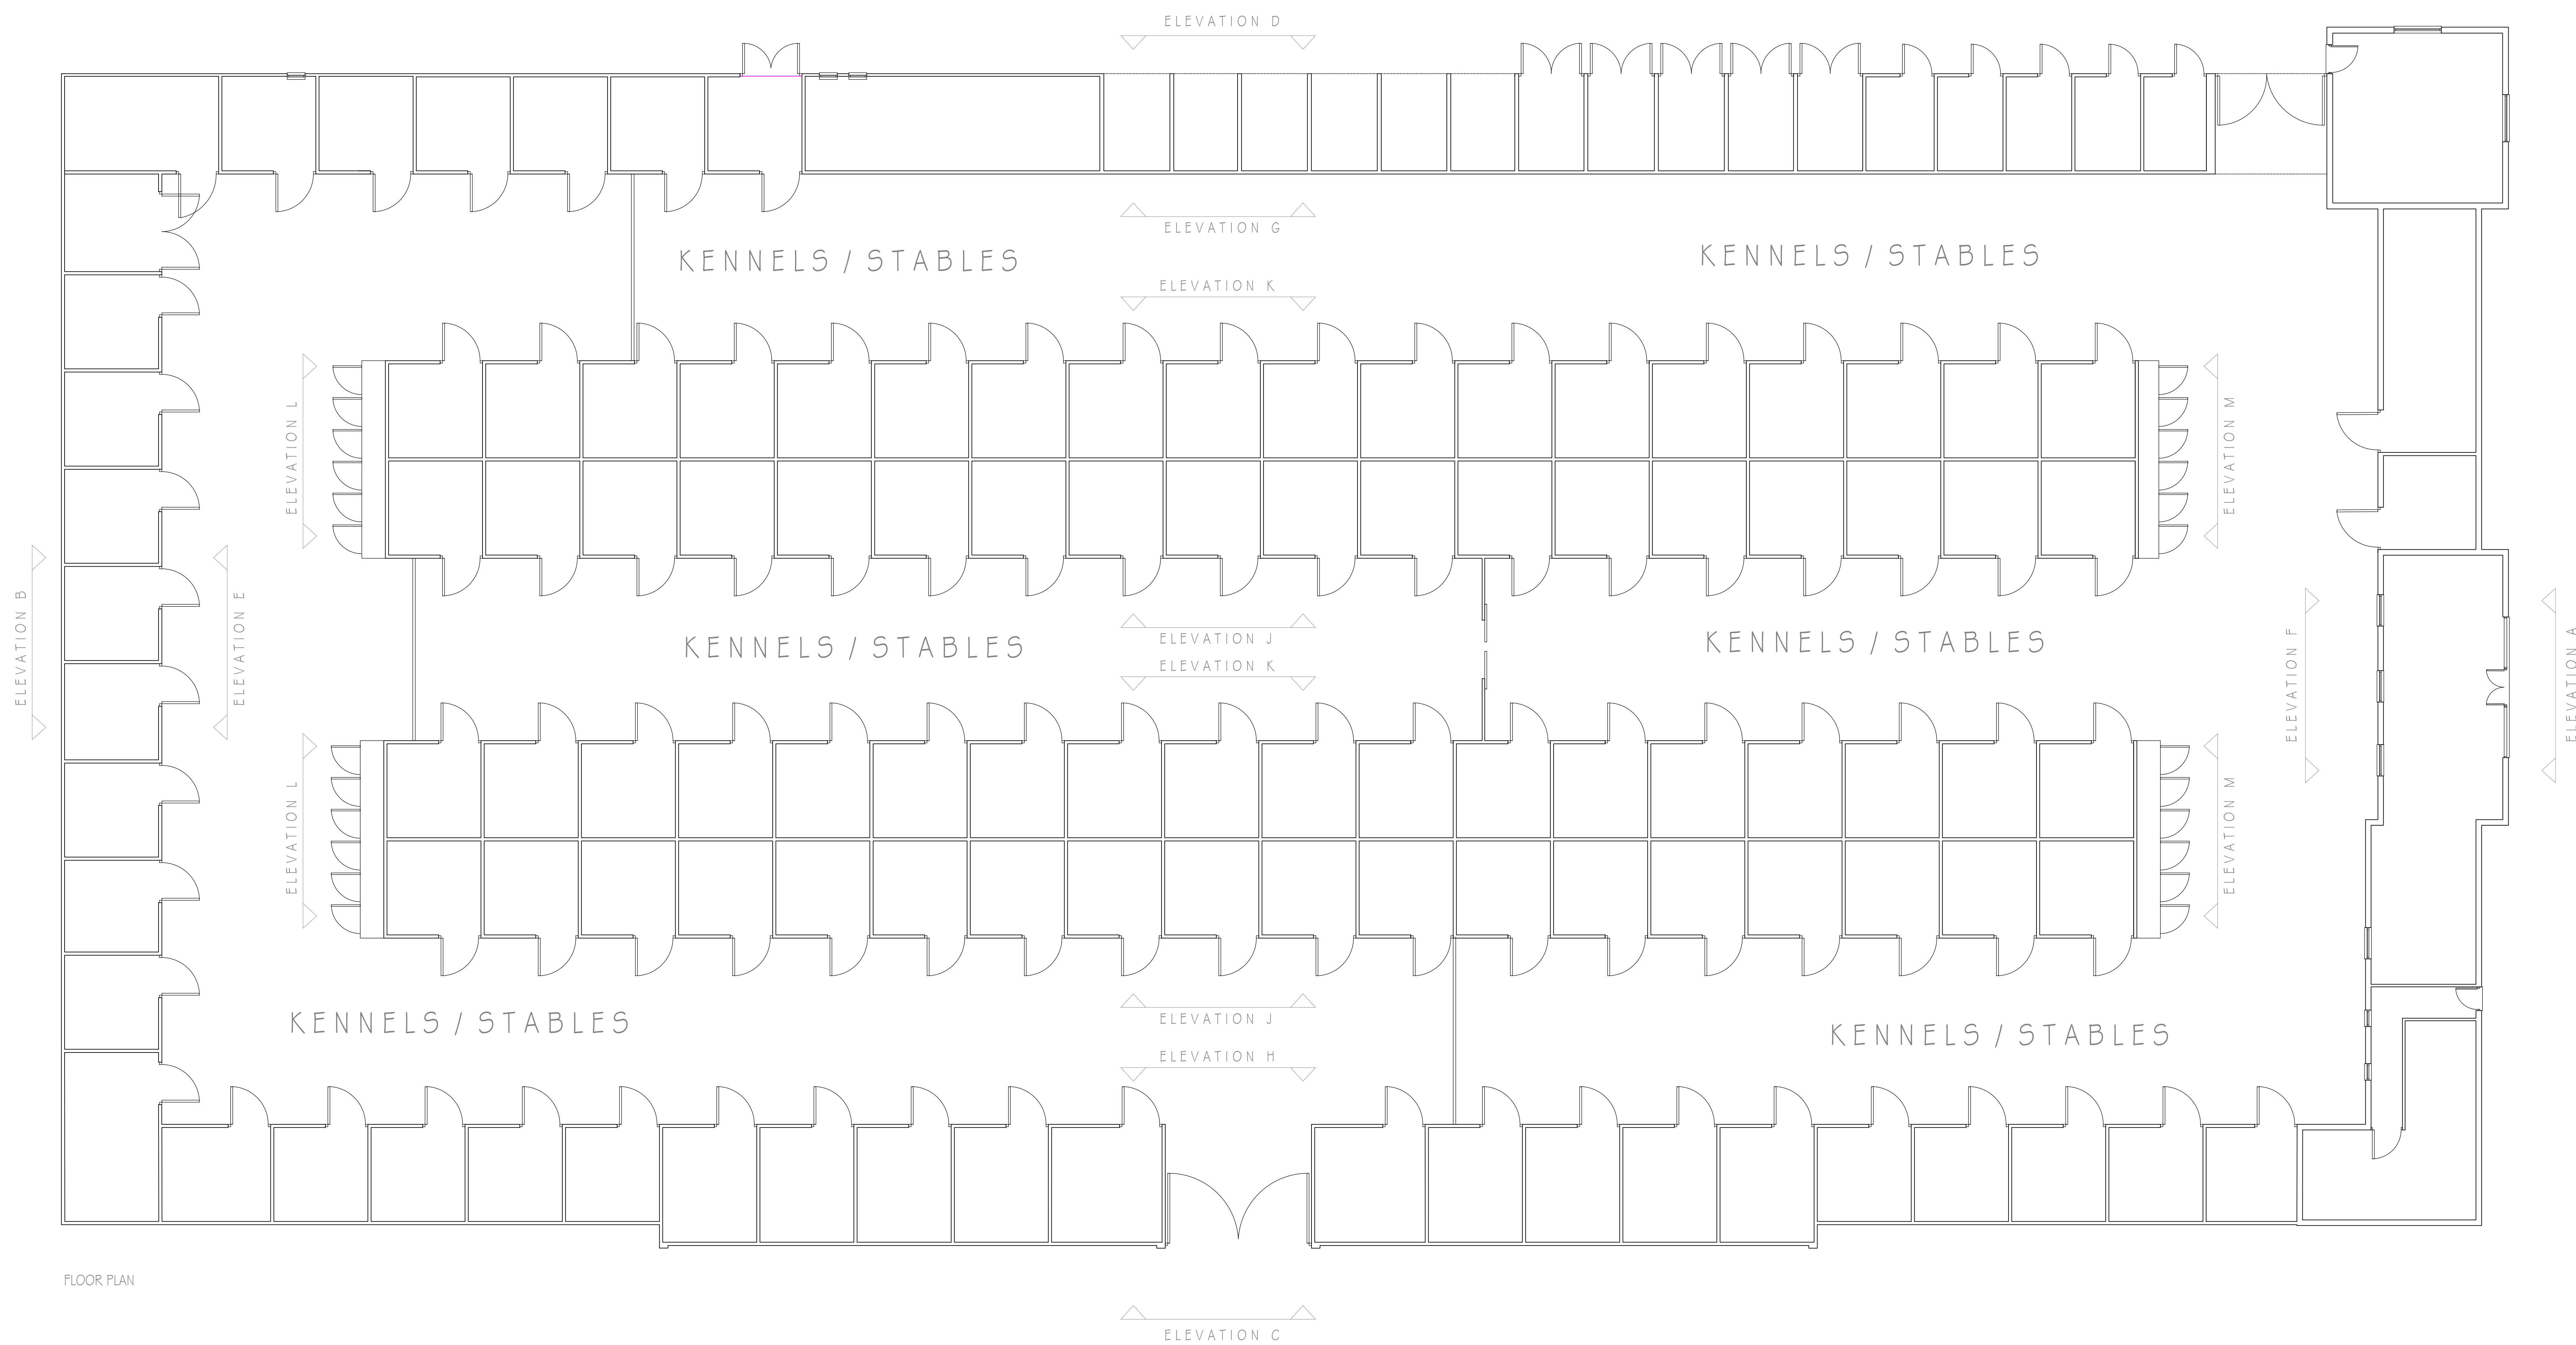 ELEVATION D
ELEVATION G
KENNELS / STABLES
KENNELS / STABLES
ELEVATION K
ELEVATION L
ELEVATION M
ELEVATION B
ELEVATION E
KENNELS / STABLES
ELEVATION J
ELEVATION K
KENNELS / STABLES
ELEVATION F
ELEVATION A
ELEVATION L
ELEVATION M
KENNELS / STABLES
ELEVATION J
ELEVATION H
KENNELS / STABLES
FLOOR PLAN
ELEVATION C